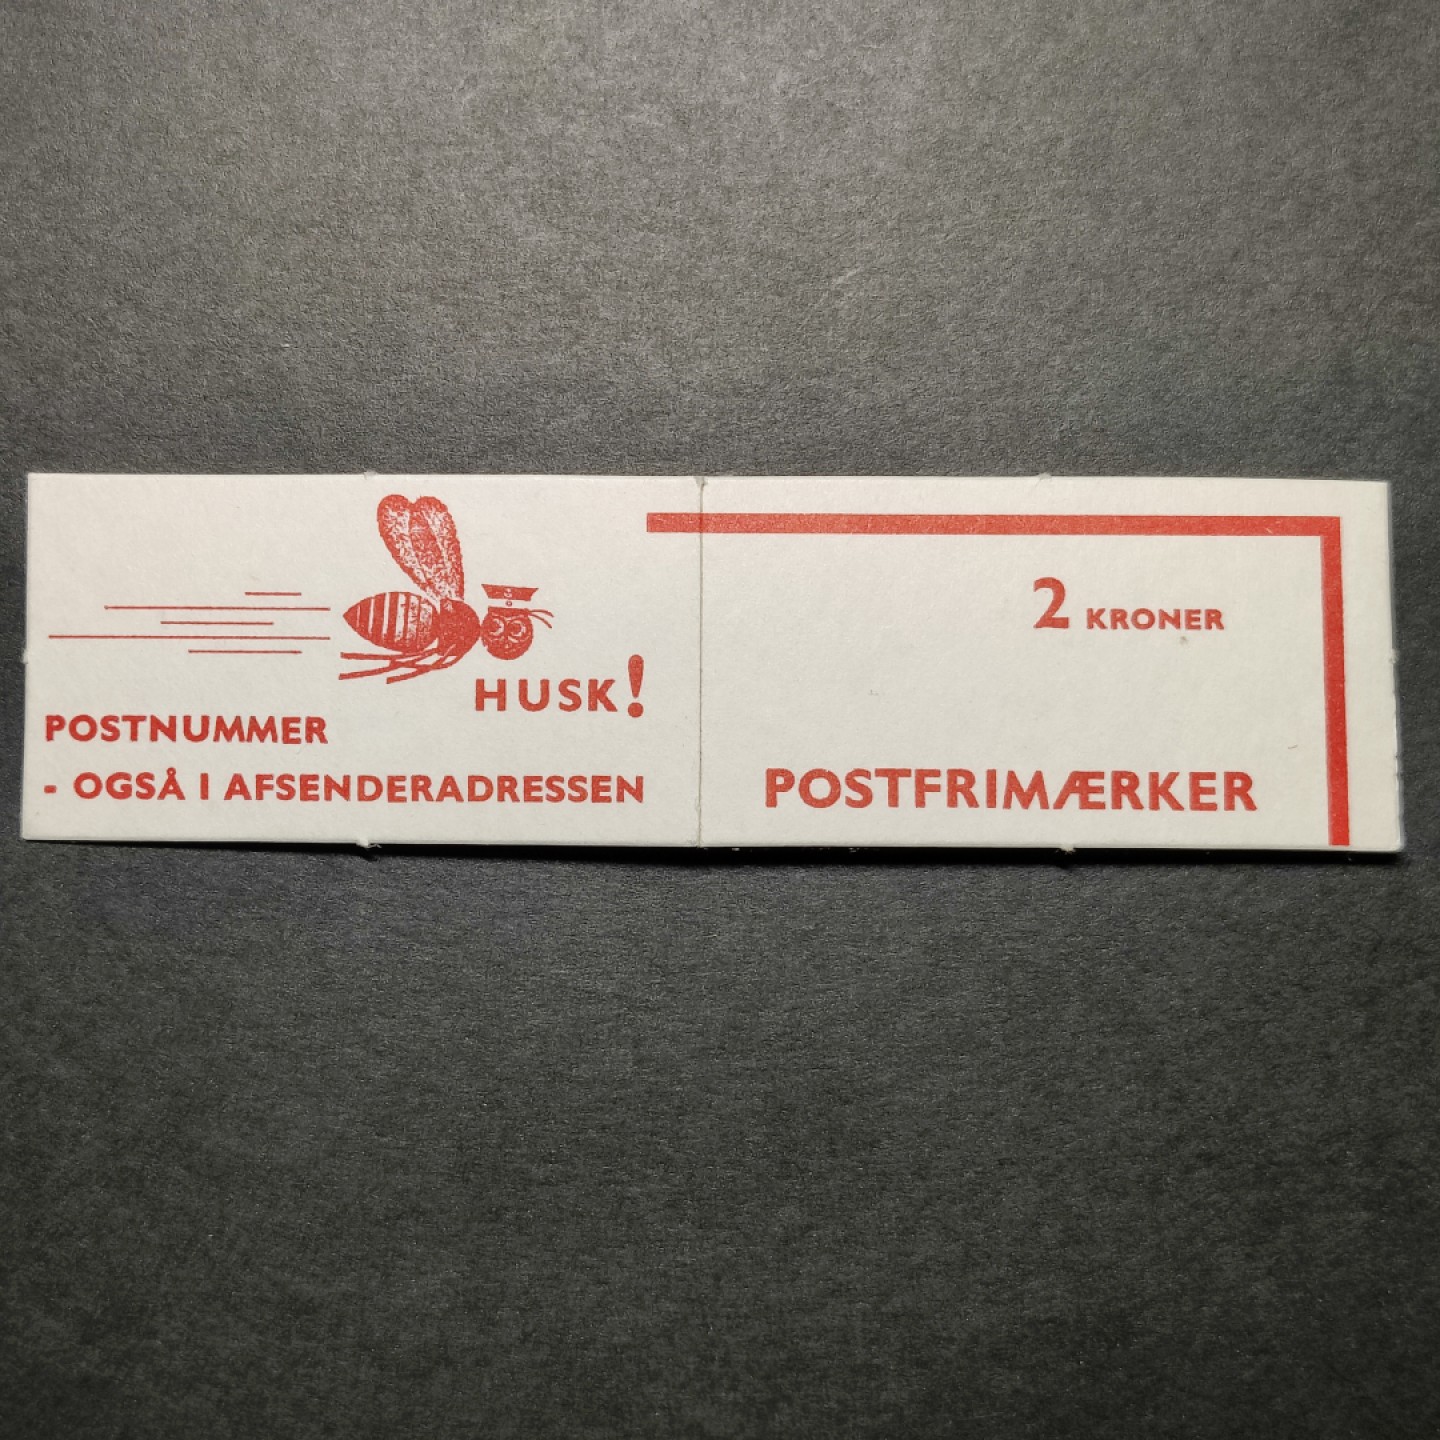 HUSK!
POSTNUMMER
- OGSÅ I AFSENDERADRESSEN
2 KRONER
POSTFRIMÆRKER